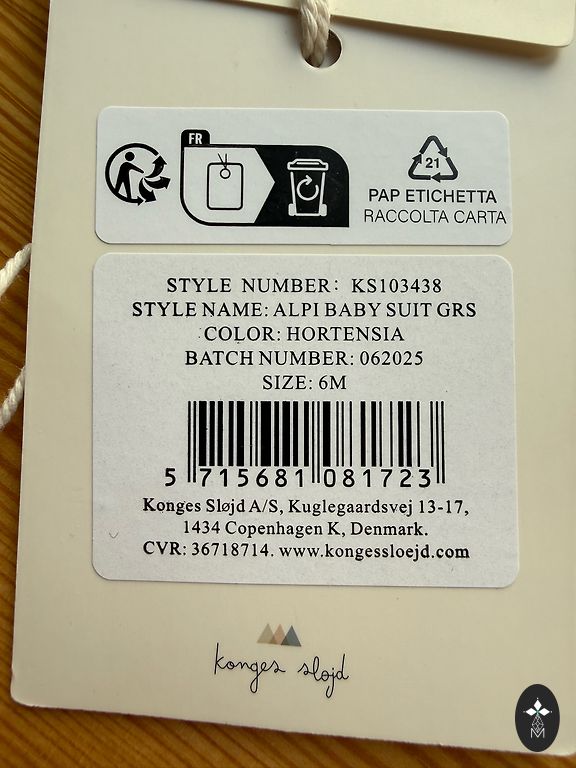 FR
21
PAP ETICHETTA
RACCOLTA CARTA
STYLE NUMBER: KS103438
STYLE NAME: ALPI BABY SUIT GRS
COLOR: HORTENSIA
BATCH NUMBER: 062025
SIZE: 6M
5 715681 081723
Konges Sløjd A/S, Kuglegaardsvej 13-17,
1434 Copenhagen K, Denmark.
CVR: 36718714. www.kongessloejd.com
konges sløjd
M